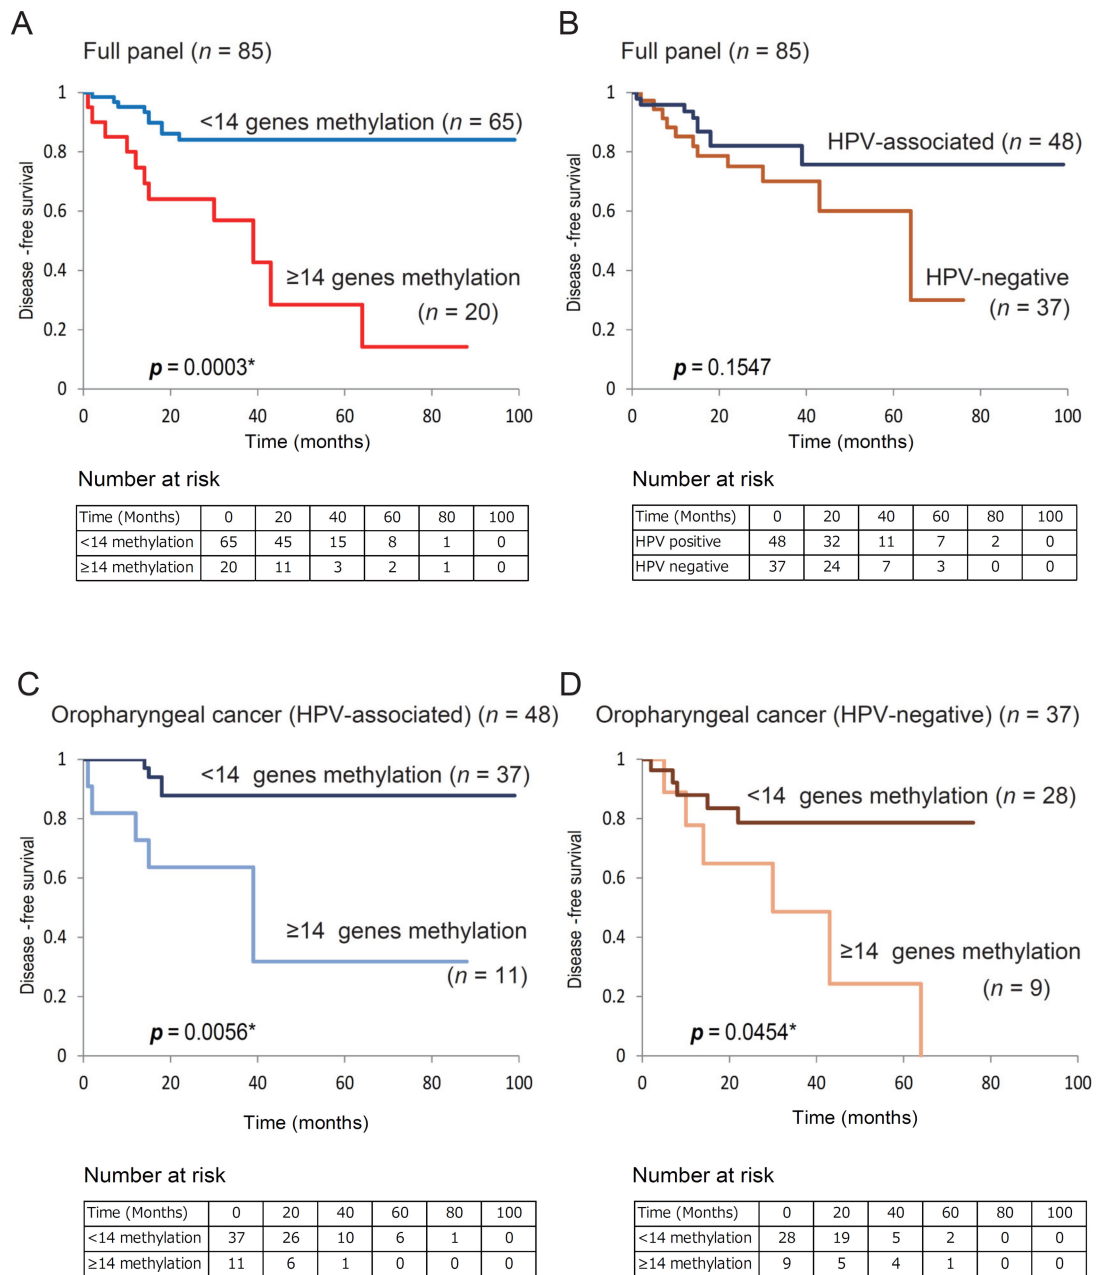 A
Full panel (n = 85)
1
0.8
0.6
0.4
0.2
0
Disease -free survival
<14 genes methylation (n = 65)
≥14 genes methylation
(n = 20)
p = 0.0003*
0 20 40 60 80 100
Time (months)
Number at risk
Time (Months) 0 20 40 60 80 100
<14 methylation 65 45 15 8 1 0
≥14 methylation 20 11 3 2 1 0
B
Full panel (n = 85)
1
0.8
0.6
0.4
0.2
0
Disease -free survival
HPV-associated (n = 48)
HPV-negative
(n = 37)
p = 0.1547
0 20 40 60 80 100
Time (months)
Number at risk
Time (Months) 0 20 40 60 80 100
HPV positive 48 32 11 7 2 0
HPV negative 37 24 7 3 0 0
C
Oropharyngeal cancer (HPV-associated) (n = 48)
1
0.8
0.6
0.4
0.2
0
Disease -free survival
<14 genes methylation (n = 37)
≥14 genes methylation
(n = 11)
p = 0.0056*
0 20 40 60 80 100
Time (months)
Number at risk
Time (Months) 0 20 40 60 80 100
<14 methylation 37 26 10 6 1 0
≥14 methylation 11 6 1 0 0 0
D
Oropharyngeal cancer (HPV-negative) (n = 37)
1
0.8
0.6
0.4
0.2
0
Disease -free survival
<14 genes methylation (n = 28)
≥14 genes methylation
(n = 9)
p = 0.0454*
0 20 40 60 80 100
Time (months)
Number at risk
Time (Months) 0 20 40 60 80 100
<14 methylation 28 19 5 2 0 0
≥14 methylation 9 5 4 1 0 0